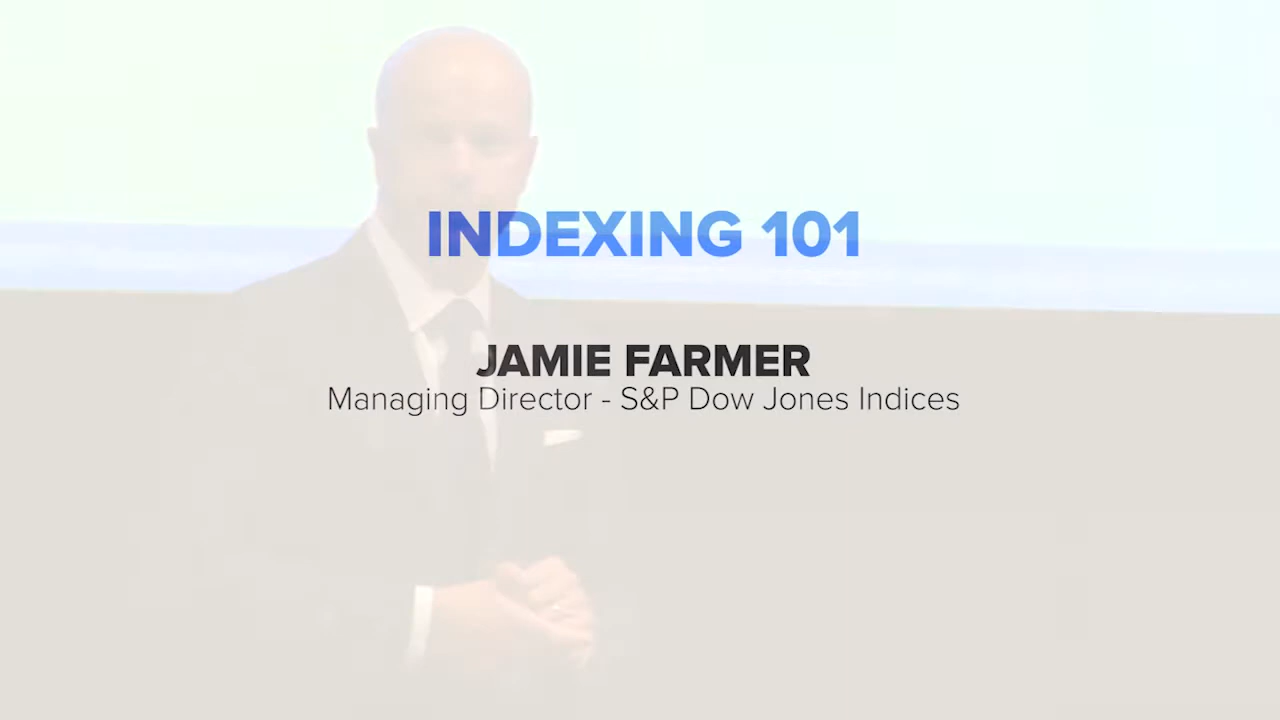 INDEXING 101
JAMIE FARMER
Managing Director - S&P Dow Jones Indices